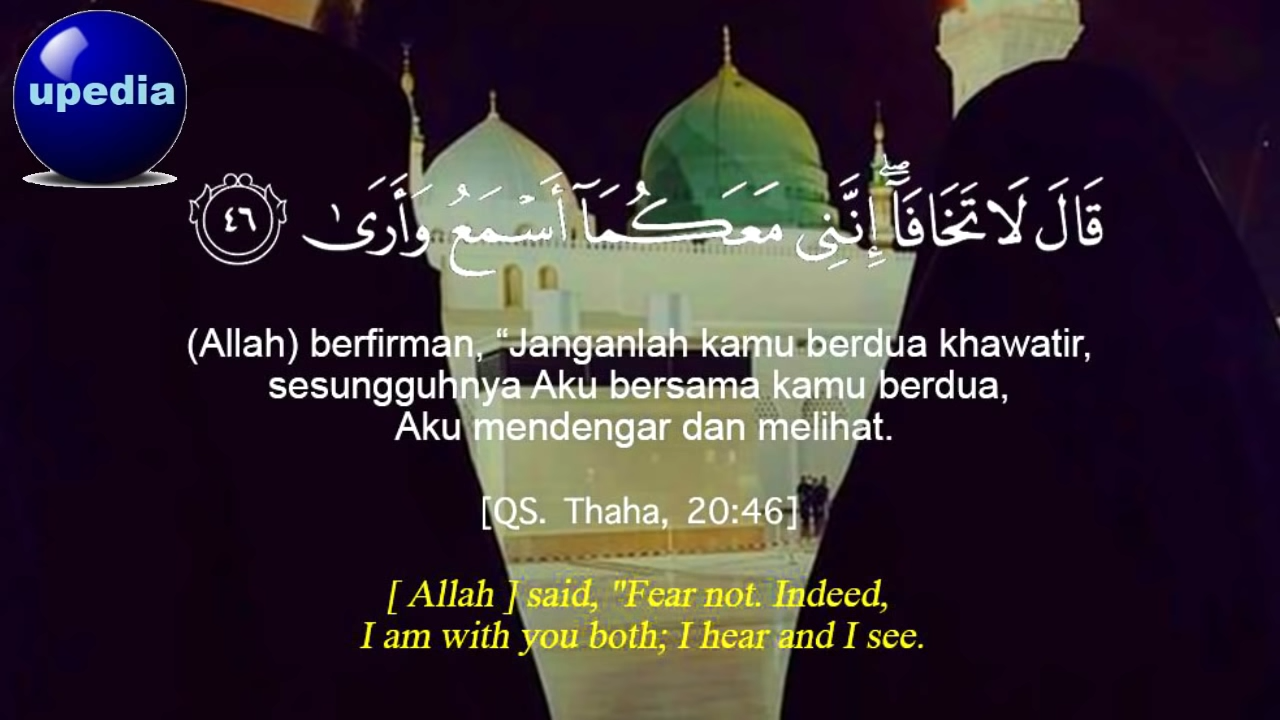 upedia
قَالَ لَا تَخَافَآ ۖ إِنَّنِى مَعَكُمَآ أَسْمَعُ وَأَرَىٰ ٤٦
(Allah) berfirman, “Janganlah kamu berdua khawatir,
sesungguhnya Aku bersama kamu berdua,
Aku mendengar dan melihat.
[QS. Thaha, 20:46]
[ Allah ] said, "Fear not. Indeed,
I am with you both; I hear and I see.